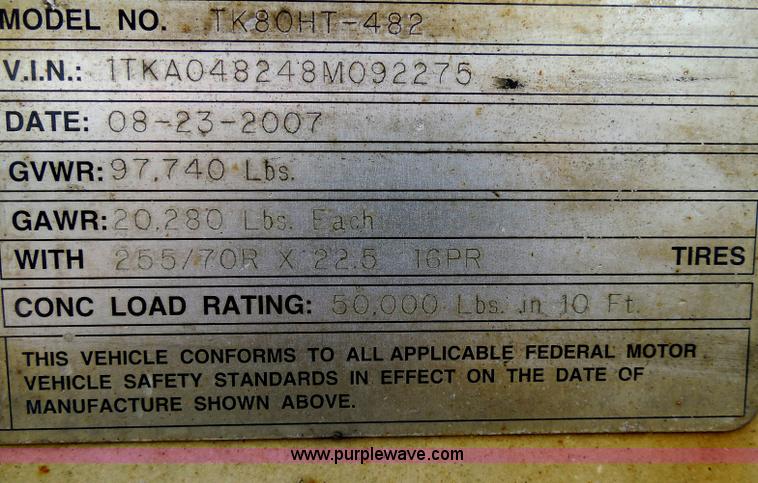 MODEL NO. TK80HT-482
V.I.N.: 1TKA048248M092275
DATE: 08-23-2007
GVWR: 97,740 Lbs.
GAWR: 20,280 Lbs. Each
WITH 255/70R X 22.5 16PR TIRES
CONC LOAD RATING: 50,000 Lbs. in 10 Ft.
THIS VEHICLE CONFORMS TO ALL APPLICABLE FEDERAL MOTOR
VEHICLE SAFETY STANDARDS IN EFFECT ON THE DATE OF
MANUFACTURE SHOWN ABOVE.
www.purplewave.com